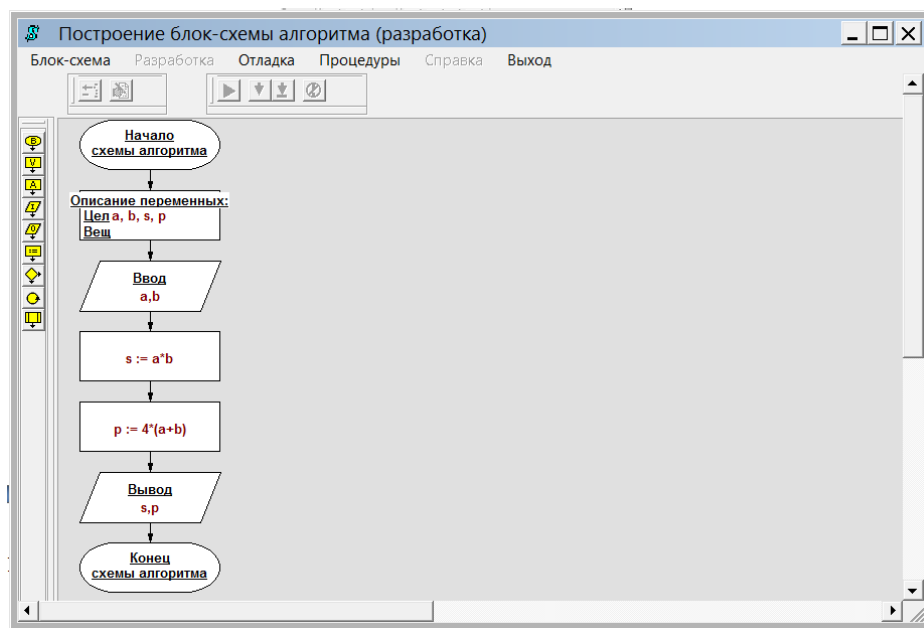 Построение блок-схемы алгоритма (разработка)
Блок-схема Разработка Отладка Процедуры Справка Выход
Начало
схемы алгоритма
Описание переменных:
Цел a, b, s, p
Вещ
Ввод
a,b
s := a*b
p := 4*(a+b)
Вывод
s,p
Конец
схемы алгоритма